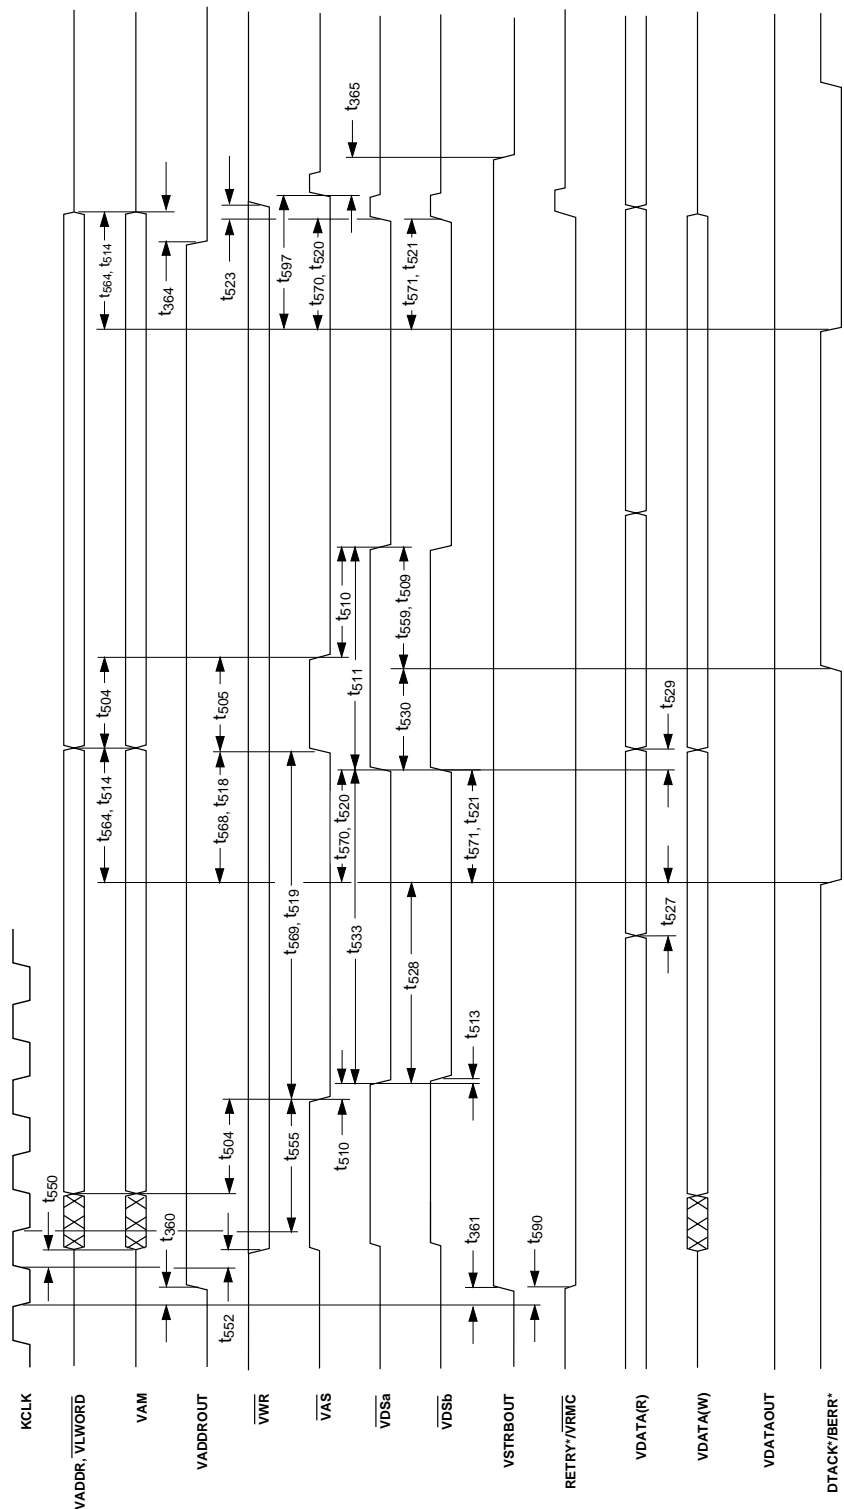 KCLK
VADDR, VLWORD
t550
t564, t514
t504
t564, t514
VAM
t360
t364
VADDROUT
t552
t568, t518
t505
t523
VWR
t504
t555
t569, t519
t597
VAS
t510
t570, t520
t510
t570, t520
t533
t511
t365
VDSa
t528
t530
t559, t509
t571, t521
VDSb
t361
t513
t571, t521
VSTRBOUT
t590
RETRY*/VRMC
VDATA(R)
t527
t529
VDATA(W)
VDATAOUT
DTACK*/BERR*